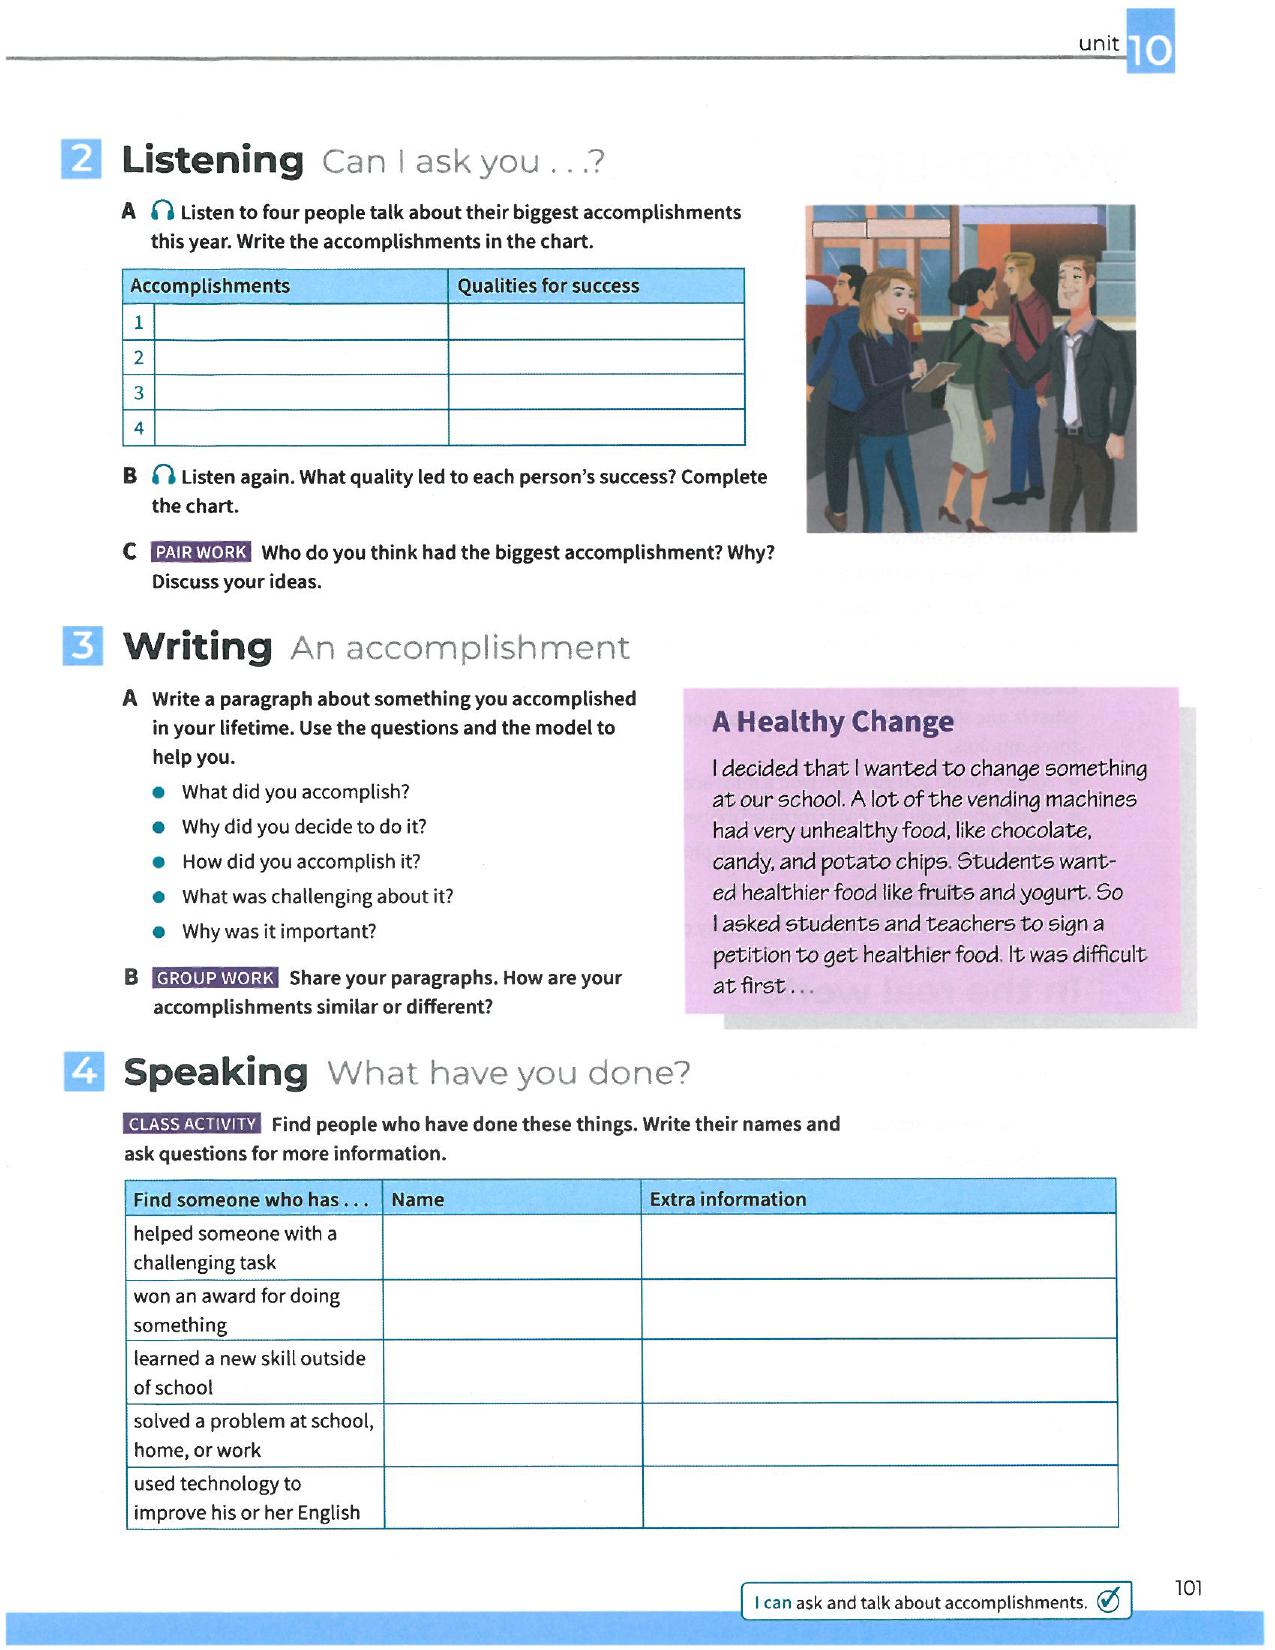 unit 10
2 Listening Can I ask you . . .?
A Listen to four people talk about their biggest accomplishments
this year. Write the accomplishments in the chart.
Accomplishments Qualities for success
1
2
3
4
B Listen again. What quality led to each person's success? Complete
the chart.
C PAIR WORK Who do you think had the biggest accomplishment? Why?
Discuss your ideas.
3 Writing An accomplishment
A Write a paragraph about something you accomplished
in your lifetime. Use the questions and the model to
help you.
• What did you accomplish?
• Why did you decide to do it?
• How did you accomplish it?
• What was challenging about it?
• Why was it important?
B GROUP WORK Share your paragraphs. How are your
accomplishments similar or different?
A Healthy Change
I decided that I wanted to change something
at our school. A lot of the vending machines
had very unhealthy food, like chocolate,
candy, and potato chips. Students want-
ed healthier food like fruits and yogurt. So
I asked students and teachers to sign a
petition to get healthier food. It was difficult
at first . . .
4 Speaking What have you done?
CLASS ACTIVITY Find people who have done these things. Write their names and
ask questions for more information.
Find someone who has . . . Name Extra information
helped someone with a
challenging task
won an award for doing
something
learned a new skill outside
of school
solved a problem at school,
home, or work
used technology to
improve his or her English
I can ask and talk about accomplishments.
101